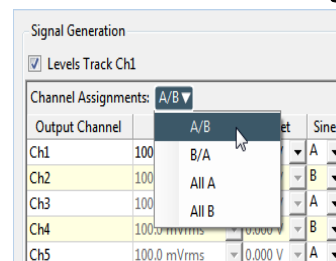 Signal Generation
Levels Track Ch1
Channel Assignments: A/B▼
Output Channel A/B et Sine
Ch1 100 A
B/A
Ch2 100 B
All A
Ch3 100 A
All B
Ch4 100.0 mVrms 0.000 V B
Ch5 100.0 mVrms 0.000 V A